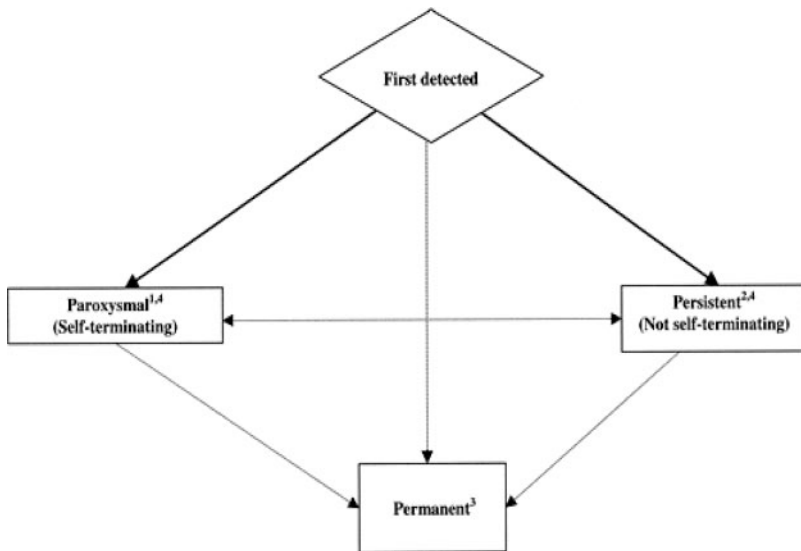 First detected
Paroxysmal1,4
(Self-terminating)
Persistent2,4
(Not self-terminating)
Permanent3